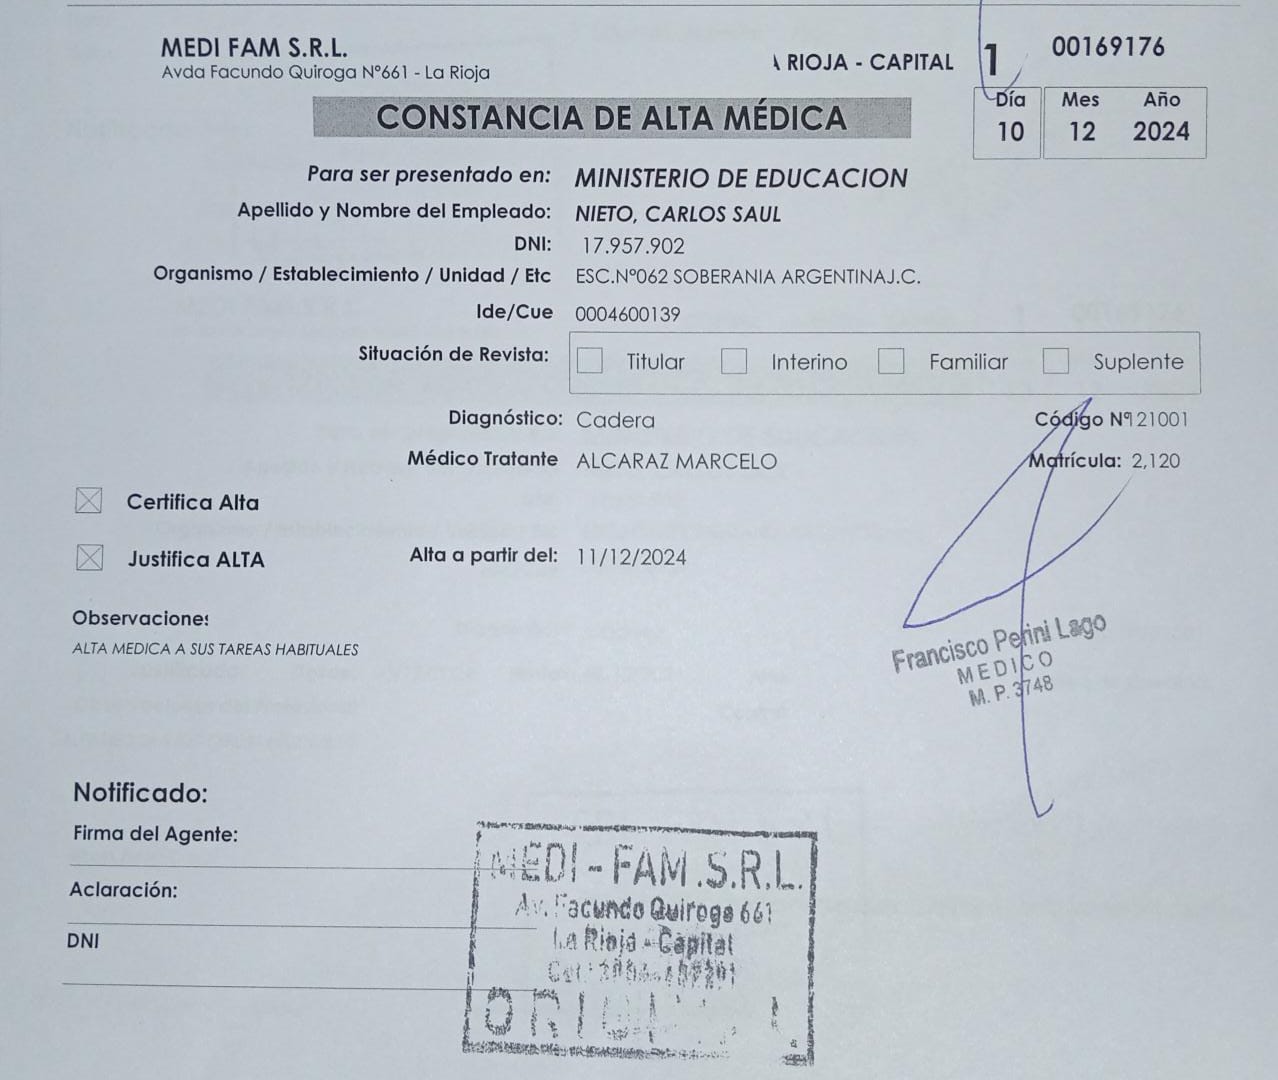 MEDI FAM S.R.L.
Avda Facundo Quiroga Nº661 - La Rioja
RIOJA - CAPITAL 1 00169176
CONSTANCIA DE ALTA MÉDICA
Día Mes Año
10 12 2024
Para ser presentado en: MINISTERIO DE EDUCACION
Apellido y Nombre del Empleado: NIETO, CARLOS SAUL
DNI: 17.957.902
Organismo / Establecimiento / Unidad / Etc ESC.Nº062 SOBERANIA ARGENTINAJ.C.
Ide/Cue 0004600139
Situación de Revista: Titular Interino Familiar Suplente
Diagnóstico: Cadera Código Nº 21001
Médico Tratante ALCARAZ MARCELO Matrícula: 2,120
Certifica Alta
Justifica ALTA Alta a partir del: 11/12/2024
Observaciones
ALTA MEDICA A SUS TAREAS HABITUALES
Francisco Perini Lago
MEDICO
M.P. 3748
Notificado:
Firma del Agente:
Aclaración:
DNI
MEDI-FAM.S.R.L.
Av. Facundo Quiroga 661
La Rioja - Capital